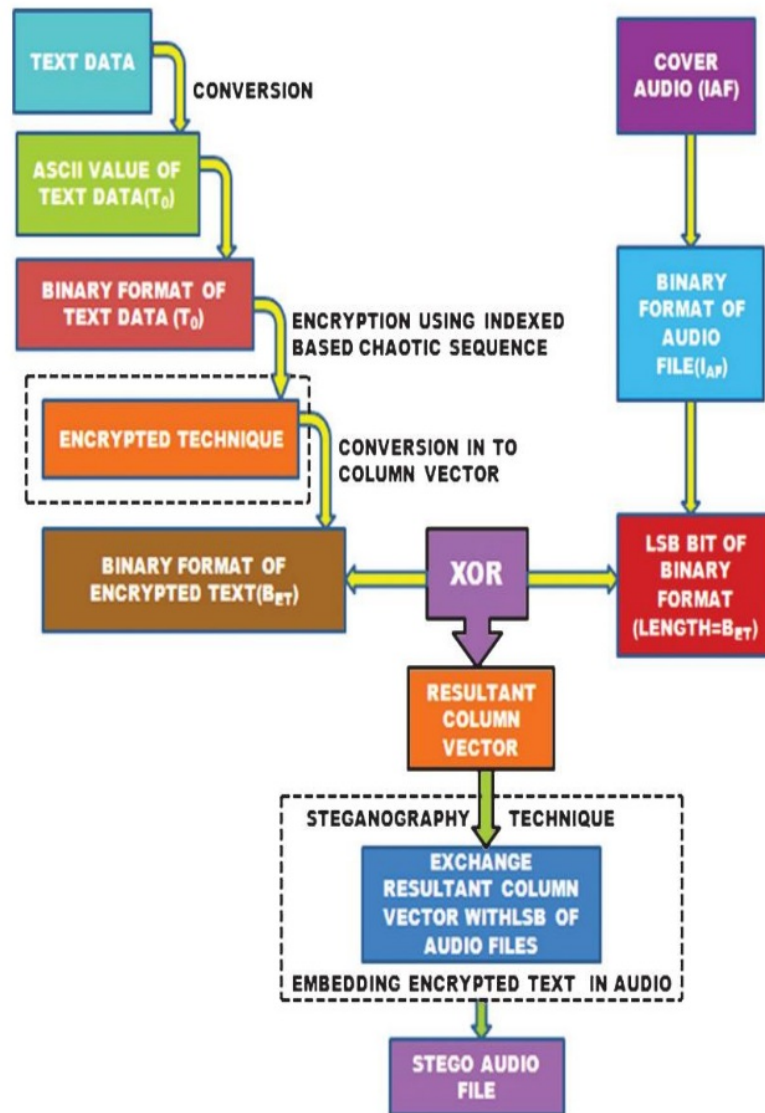 TEXT DATA
CONVERSION
COVER
AUDIO (IAF)
ASCII VALUE OF
TEXT DATA(T₀)
BINARY FORMAT OF
TEXT DATA (T₀)
BINARY
FORMAT OF
AUDIO
FILE(I_AF)
ENCRYPTION USING INDEXED
BASED CHAOTIC SEQUENCE
ENCRYPTED TECHNIQUE
CONVERSION IN TO
COLUMN VECTOR
BINARY FORMAT OF
ENCRYPTED TEXT(B_ET)
XOR
LSB BIT OF
BINARY
FORMAT
(LENGTH=B_ET)
RESULTANT
COLUMN
VECTOR
STEGANOGRAPHY TECHNIQUE
EXCHANGE
RESULTANT COLUMN
VECTOR WITHLSB OF
AUDIO FILES
EMBEDDING ENCRYPTED TEXT IN AUDIO
STEGO AUDIO
FILE